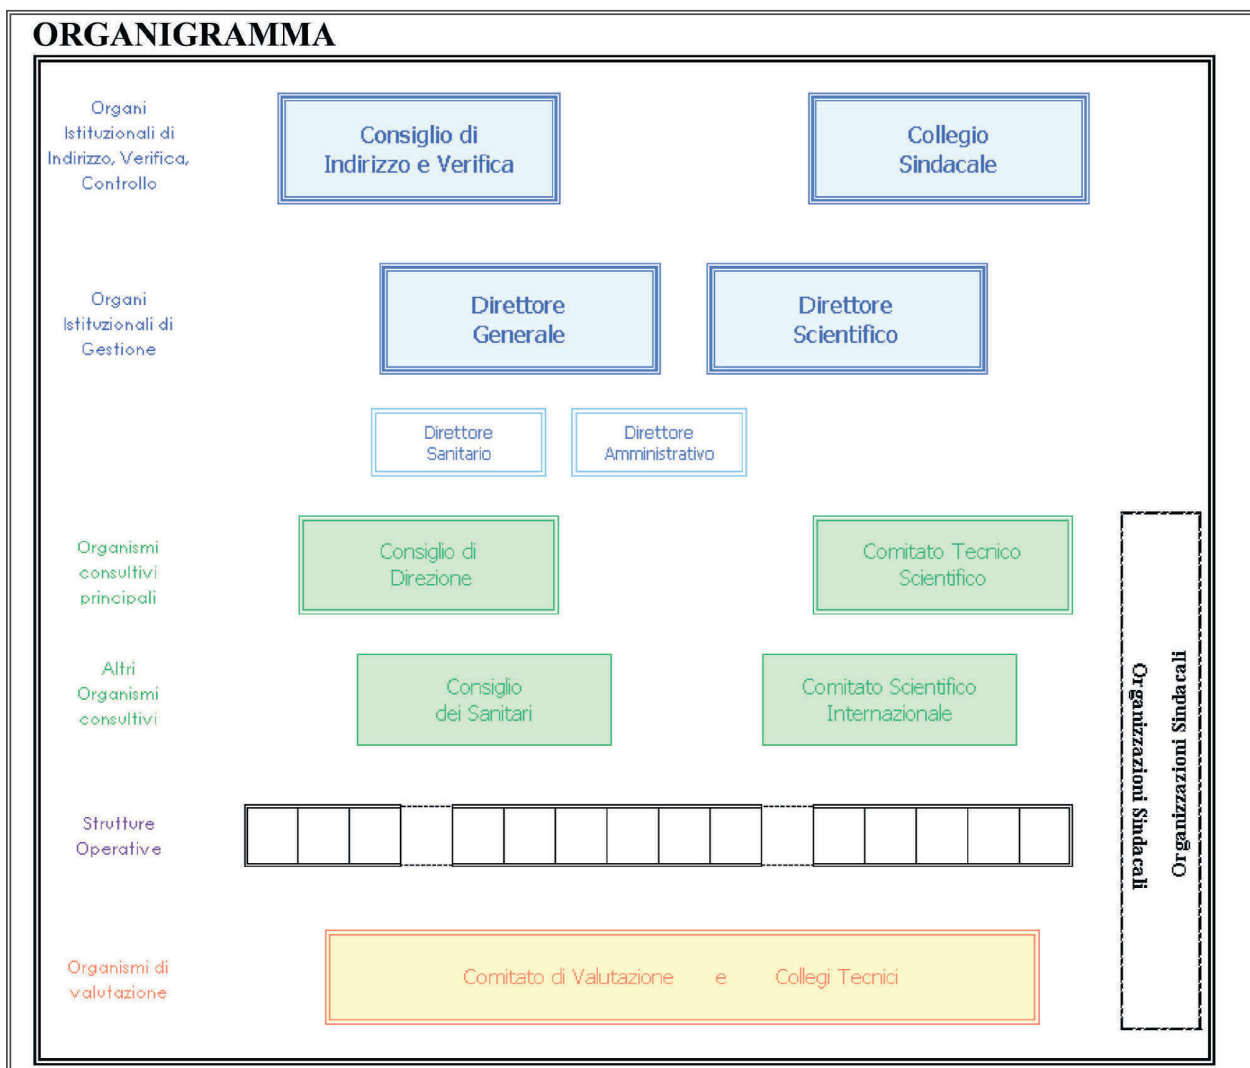 ORGANIGRAMMA
Organi
Istituzionali di
Indirizzo, Verifica,
Controllo
Consiglio di
Indirizzo e Verifica
Collegio
Sindacale
Organi
Istituzionali di
Gestione
Direttore
Generale
Direttore
Scientifico
Direttore
Sanitario
Direttore
Amministrativo
Organismi
consultivi
principali
Consiglio di
Direzione
Comitato Tecnico
Scientifico
Altri
Organismi
consultivi
Consiglio
dei Sanitari
Comitato Scientifico
Internazionale
Strutture
Operative
Organismi di
valutazione
Comitato di Valutazione e Collegi Tecnici
Organizzazioni Sindacali
Organizzazioni Sindacali